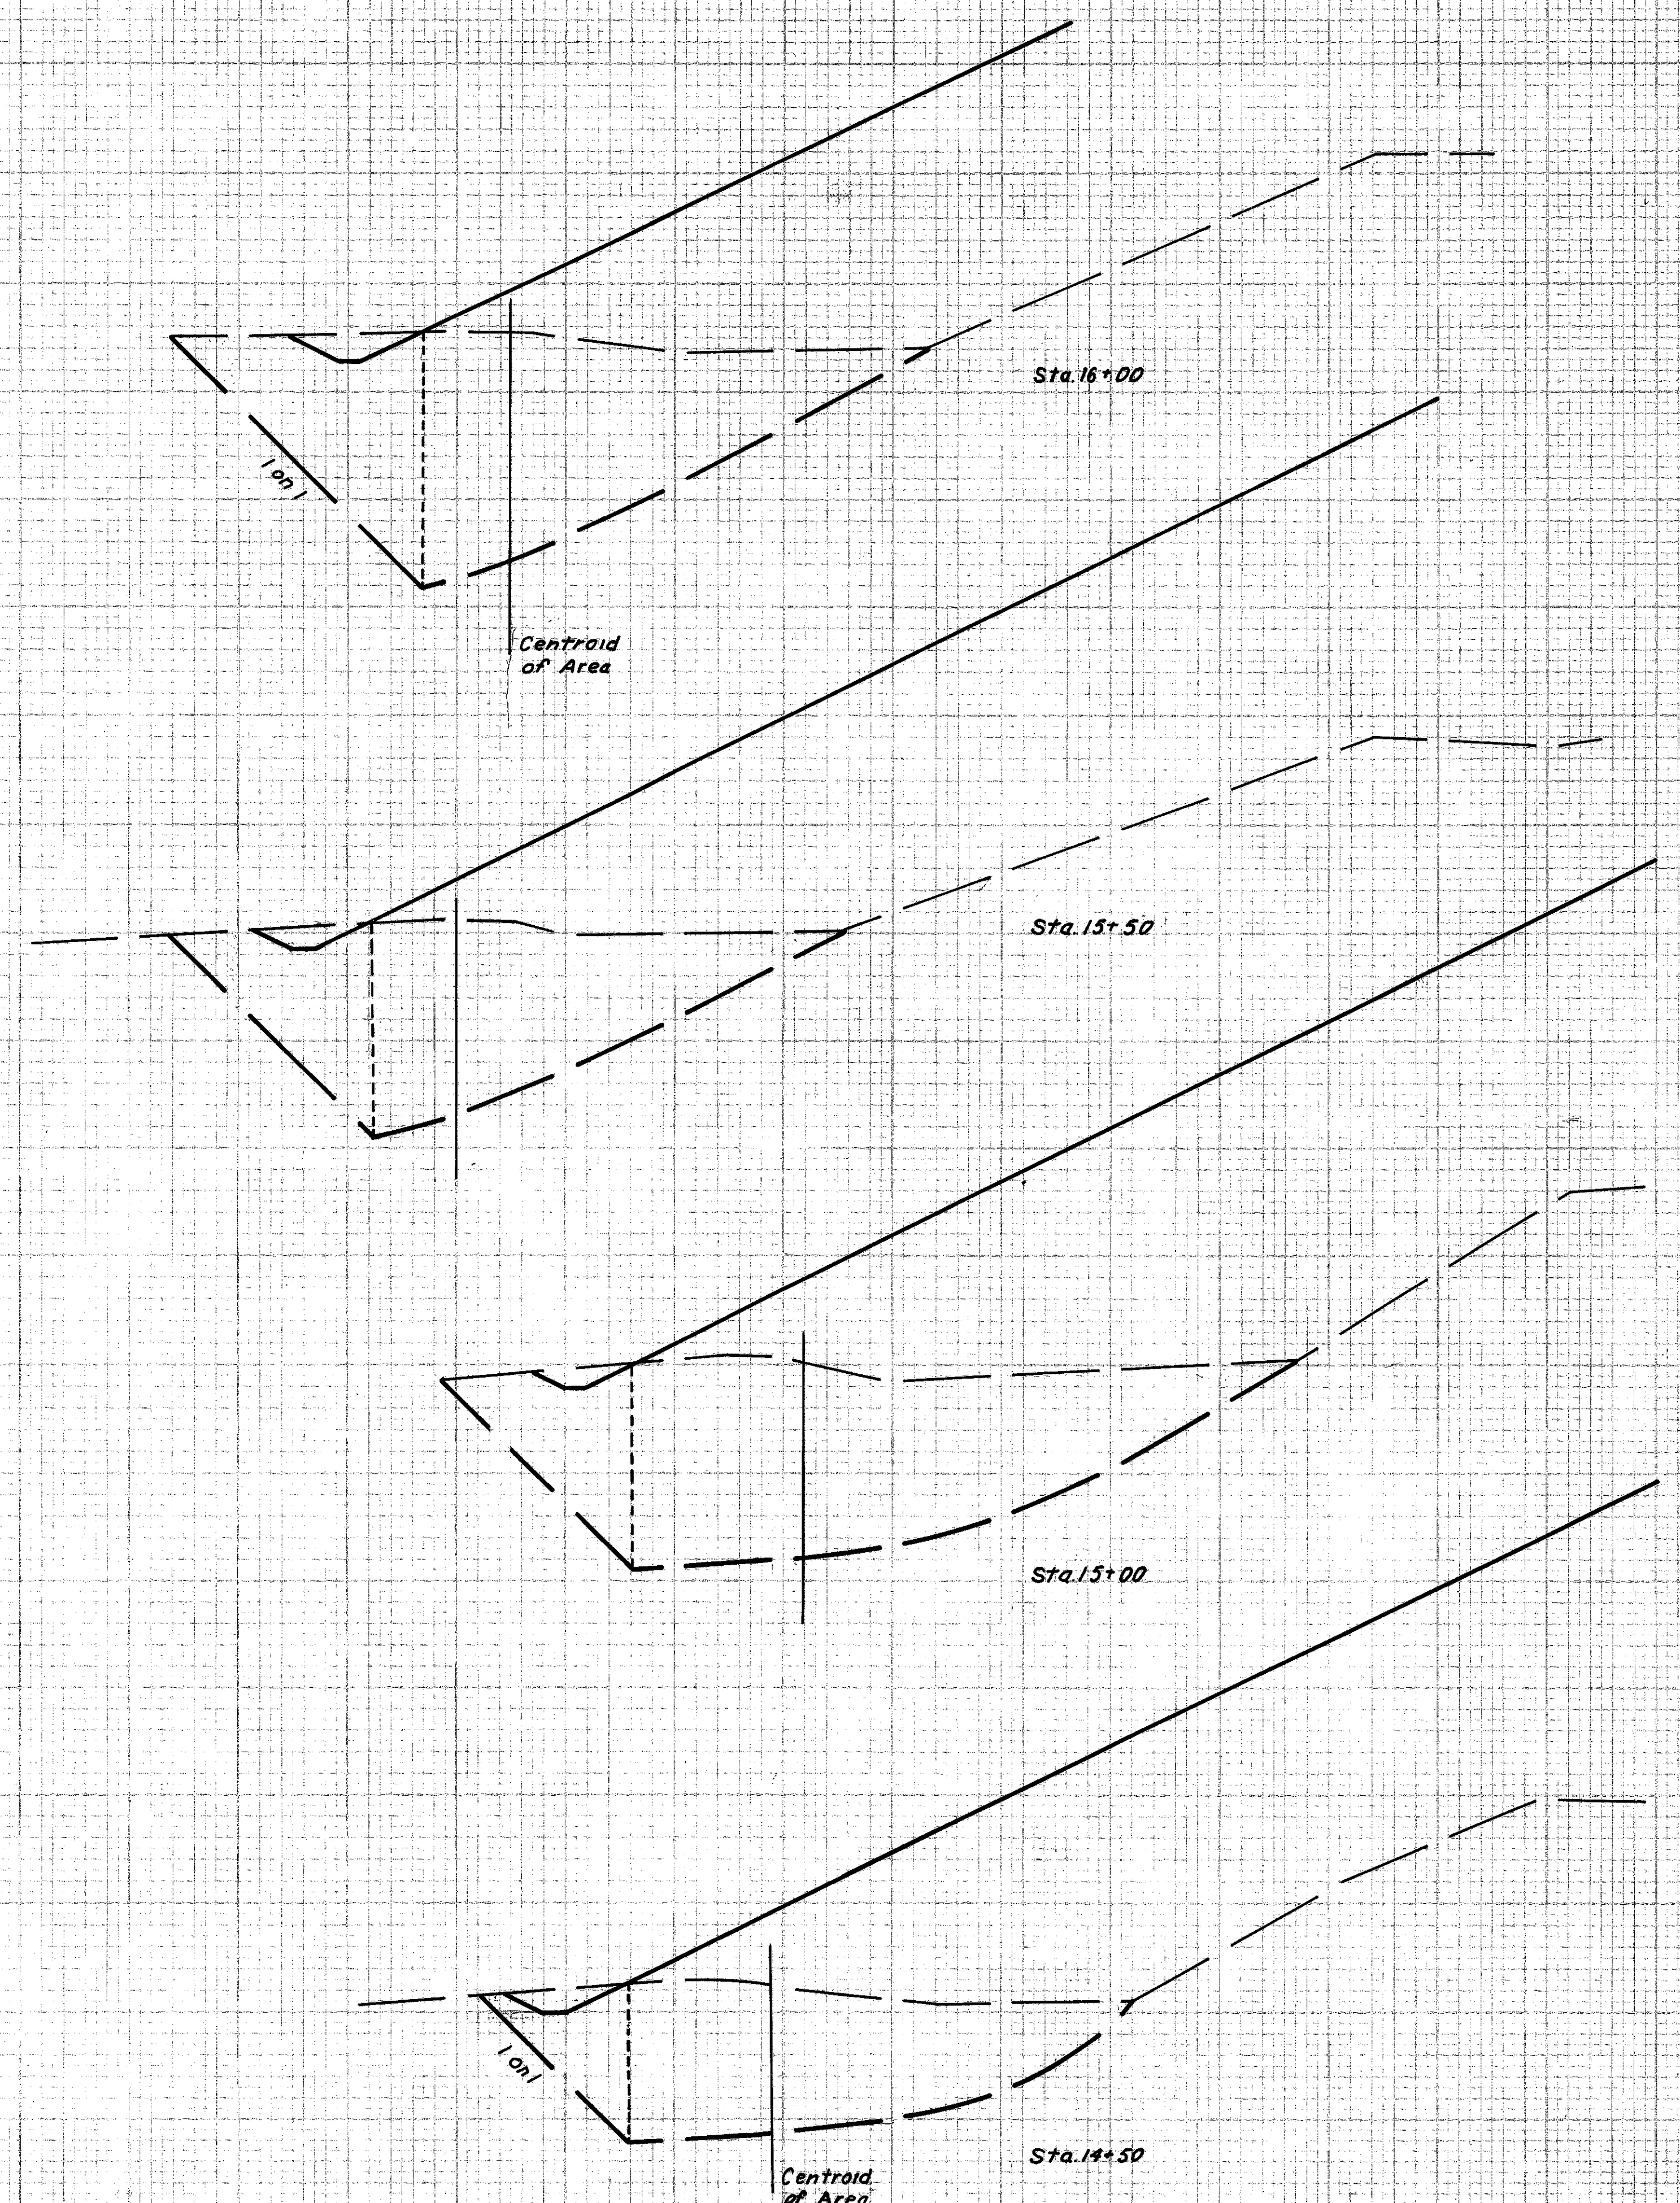 Sta. 16+00
1 on 1
Centroid
of Area
Sta. 15+50
Sta. 15+00
1 on 1
Sta. 14+50
Centroid
of Area